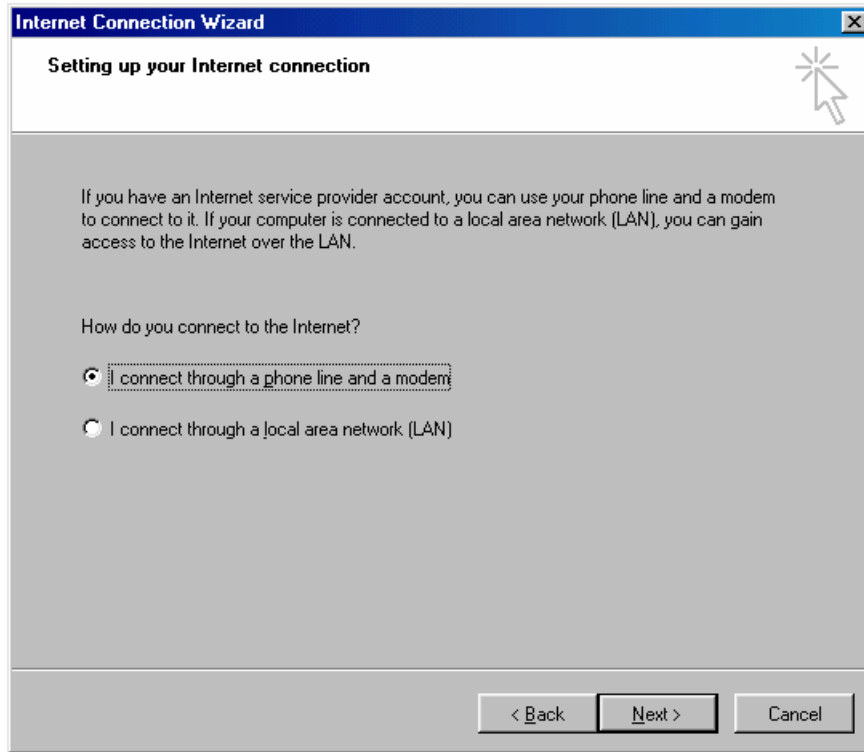 Internet Connection Wizard
Setting up your Internet connection
If you have an Internet service provider account, you can use your phone line and a modem
to connect to it. If your computer is connected to a local area network (LAN), you can gain
access to the Internet over the LAN.
How do you connect to the Internet?
I connect through a phone line and a modem
I connect through a local area network (LAN)
< Back Next > Cancel